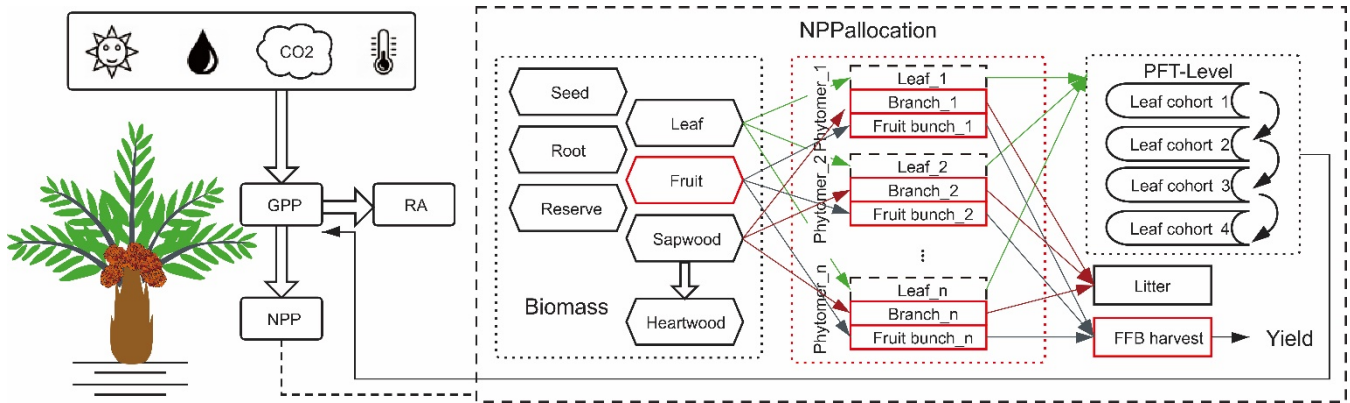 CO2
GPP
RA
NPP
NPPallocation
Seed
Root
Reserve
Leaf
Fruit
Sapwood
Heartwood
Biomass
Phytomer_1
Leaf_1
Branch_1
Fruit bunch_1
Phytomer_2
Leaf_2
Branch_2
Fruit bunch_2
...
Phytomer_n
Leaf_n
Branch_n
Fruit bunch_n
PFT-Level
Leaf cohort 1
Leaf cohort 2
Leaf cohort 3
Leaf cohort 4
Litter
FFB harvest
Yield